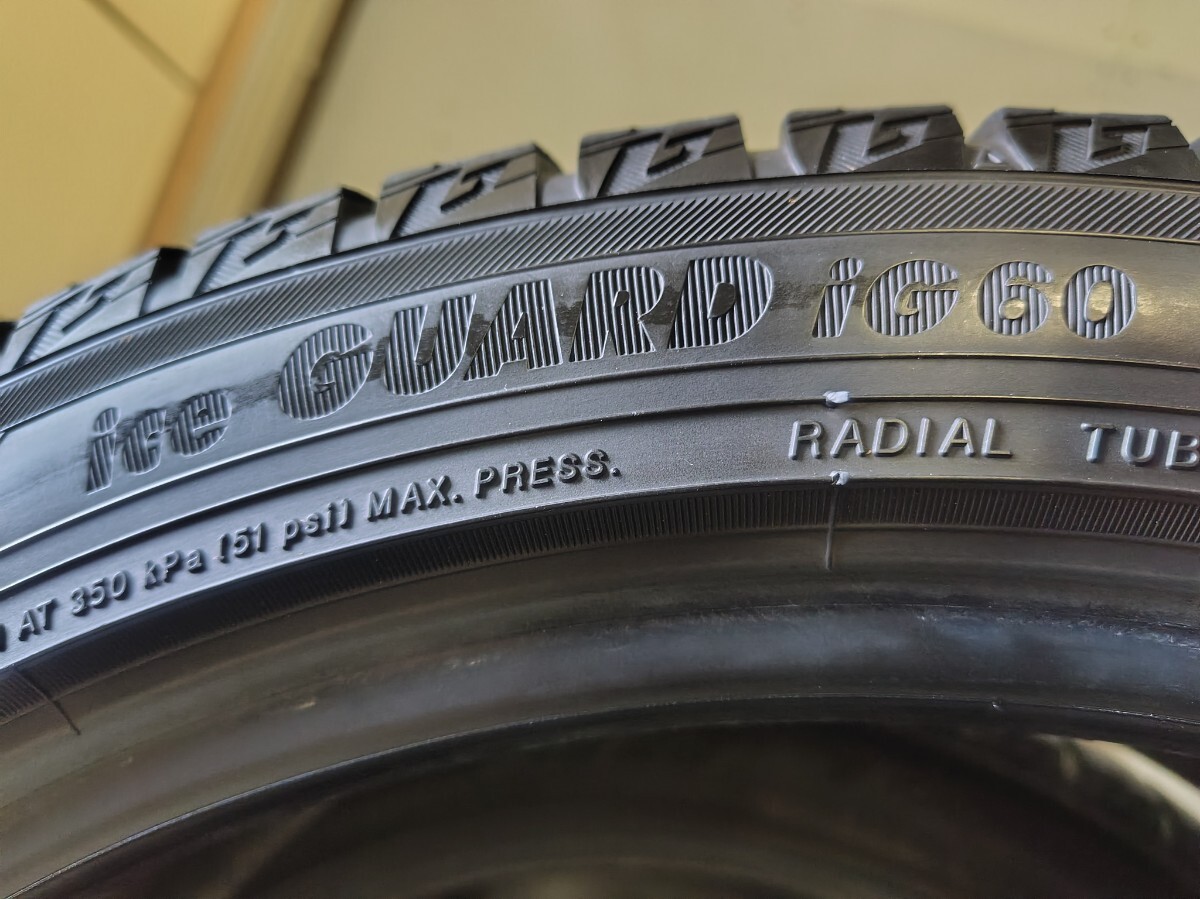 ice GUARD iG60
AT 350 kPa (51 psi) MAX. PRESS.
RADIAL TUB